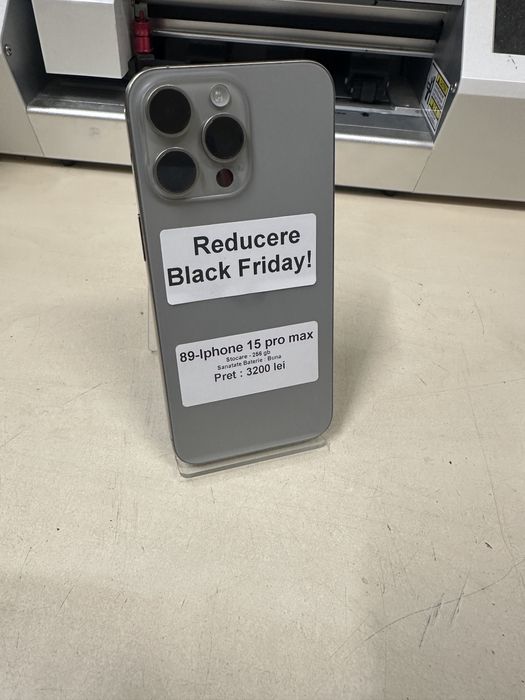 Reducere
Black Friday!
89-Iphone 15 pro max
Stocare - 256 gb
Sanatate Baterie : Buna
Pret : 3200 lei